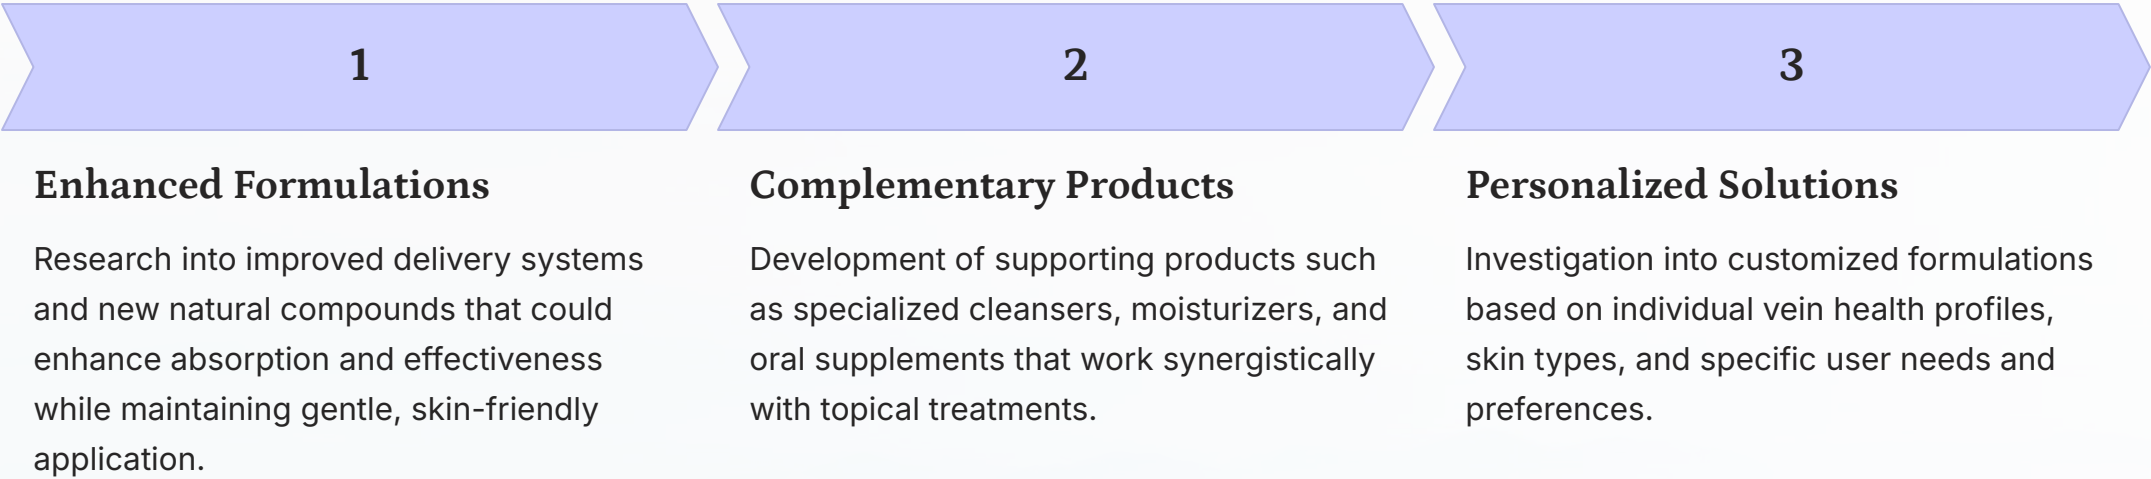 1
Enhanced Formulations
Research into improved delivery systems
and new natural compounds that could
enhance absorption and effectiveness
while maintaining gentle, skin-friendly
application.
2
Complementary Products
Development of supporting products such
as specialized cleansers, moisturizers, and
oral supplements that work synergistically
with topical treatments.
3
Personalized Solutions
Investigation into customized formulations
based on individual vein health profiles,
skin types, and specific user needs and
preferences.